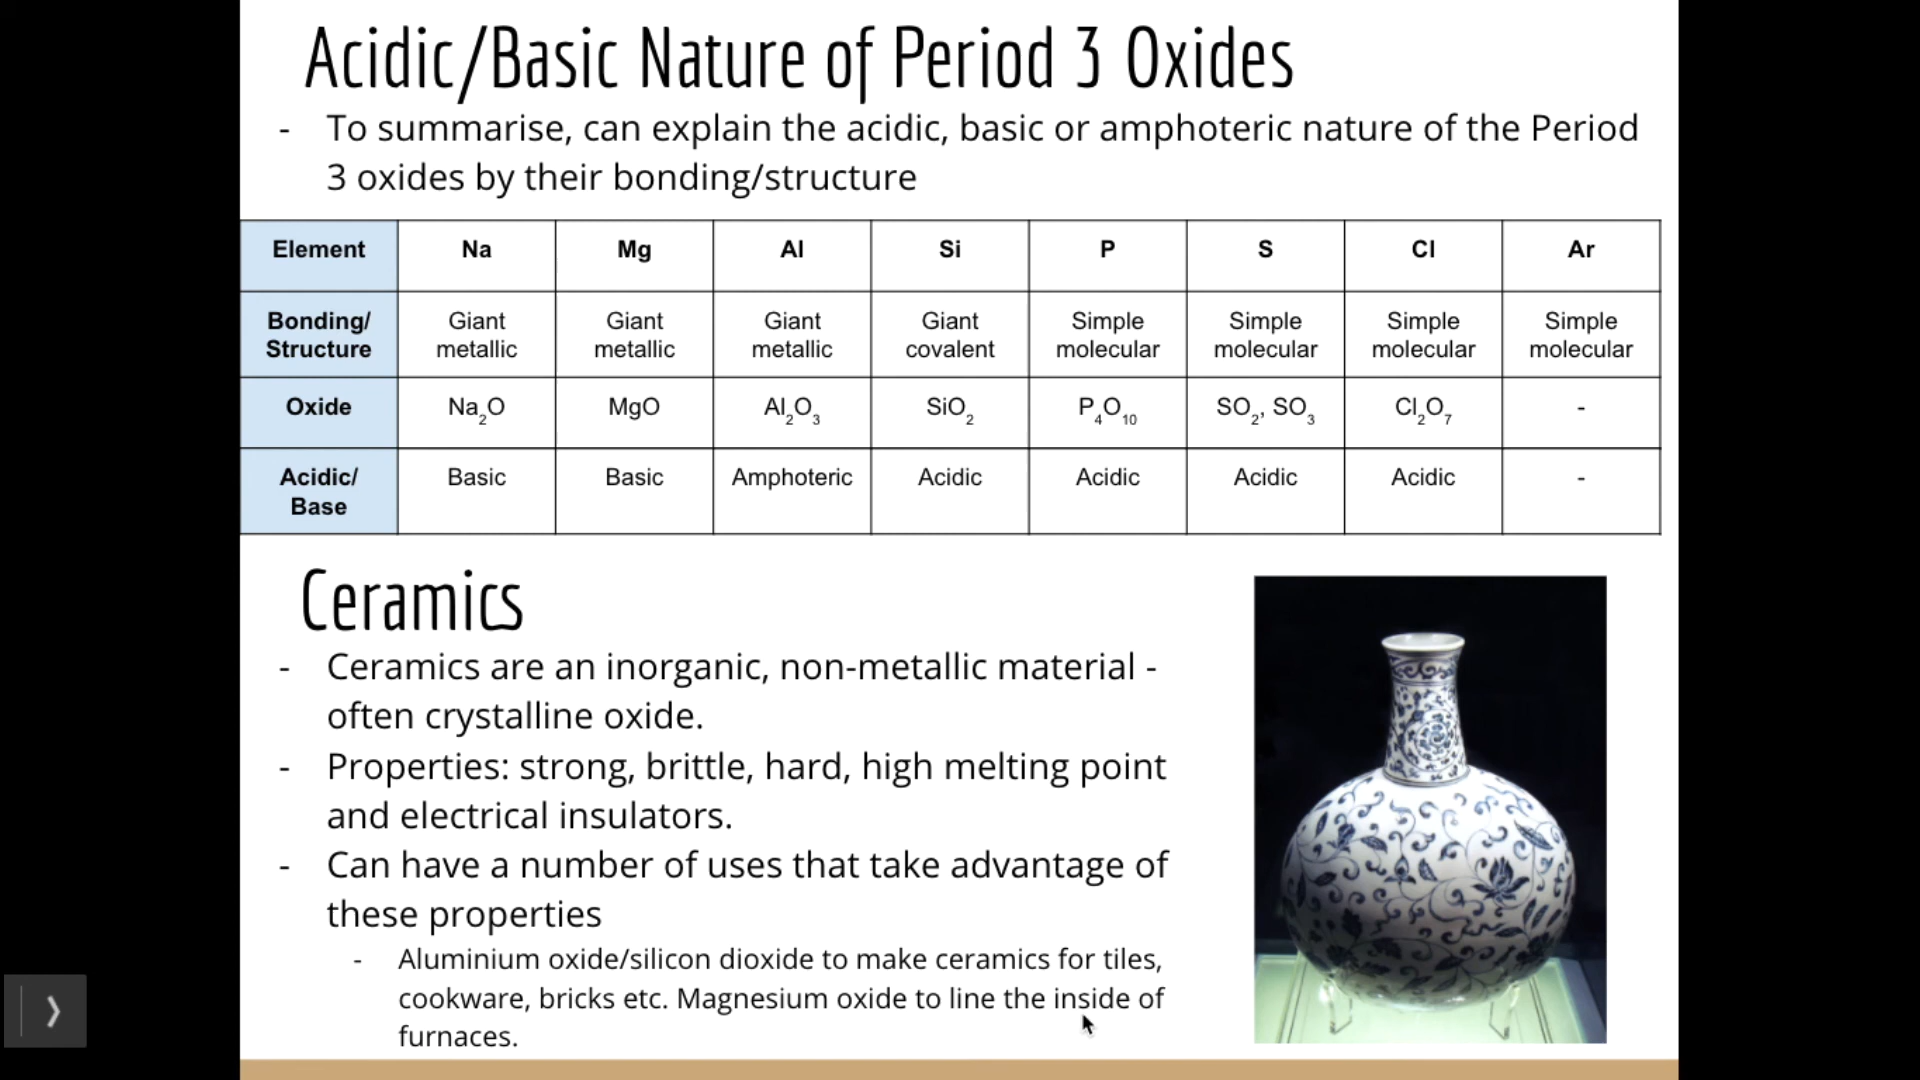 Acidic/Basic Nature of Period 3 Oxides
- To summarise, can explain the acidic, basic or amphoteric nature of the Period
3 oxides by their bonding/structure
Element Na Mg Al Si P S Cl Ar
Bonding/ Structure Giant metallic Giant metallic Giant metallic Giant covalent Simple molecular Simple molecular Simple molecular Simple molecular
Oxide Na₂O MgO Al₂O₃ SiO₂ P₄O₁₀ SO₂, SO₃ Cl₂O₇ -
Acidic/ Base Basic Basic Amphoteric Acidic Acidic Acidic Acidic -
Ceramics
- Ceramics are an inorganic, non-metallic material -
often crystalline oxide.
- Properties: strong, brittle, hard, high melting point
and electrical insulators.
- Can have a number of uses that take advantage of
these properties
- Aluminium oxide/silicon dioxide to make ceramics for tiles,
cookware, bricks etc. Magnesium oxide to line the inside of
furnaces.